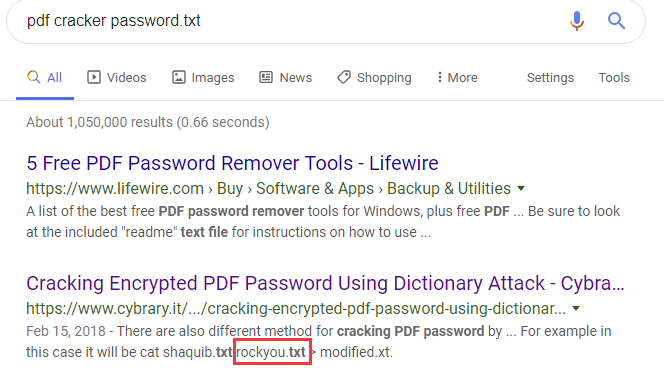 pdf cracker password.txt
All Videos Images News Shopping More Settings Tools
About 1,050,000 results (0.66 seconds)
5 Free PDF Password Remover Tools - Lifewire
https://www.lifewire.com › Buy › Software & Apps › Backup & Utilities
A list of the best free PDF password remover tools for Windows, plus free PDF ... Be sure to look
at the included "readme" text file for instructions on how to use ...
Cracking Encrypted PDF Password Using Dictionary Attack - Cybra...
https://www.cybrary.it/.../cracking-encrypted-pdf-password-using-dictionar...
Feb 15, 2018 - There are also different method for cracking PDF password by ... For example in
this case it will be cat shaquib.txt rockyou.txt > modified.xt.